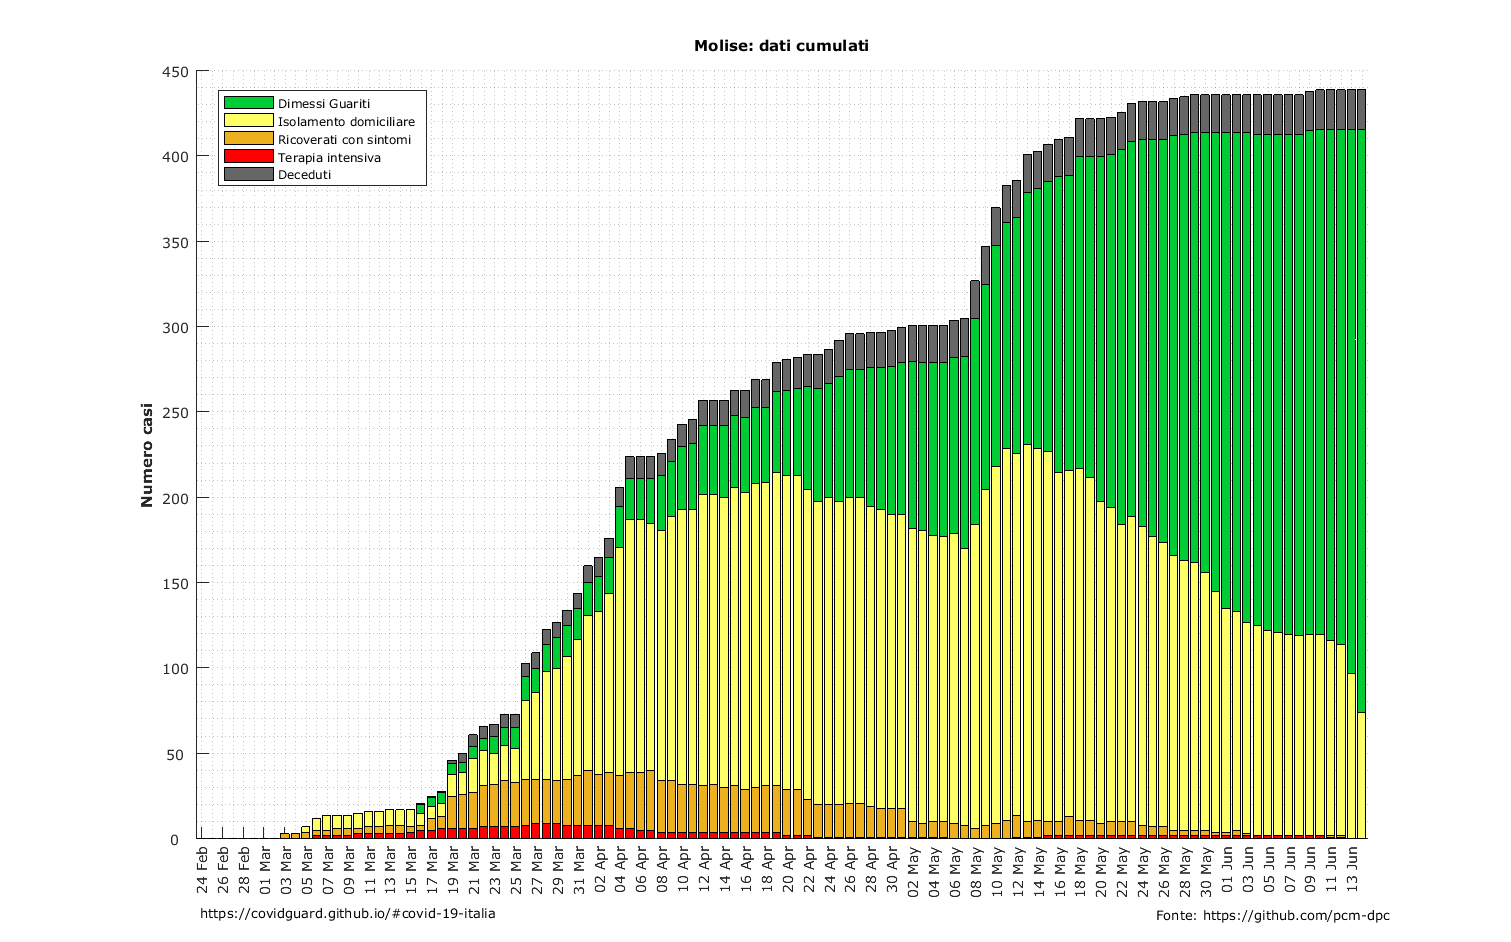 Molise: dati cumulati
450
400
350
300
250
200
150
100
50
0
Numero casi
Dimessi Guariti
Isolamento domiciliare
Ricoverati con sintomi
Terapia intensiva
Deceduti
24 Feb
26 Feb
28 Feb
01 Mar
03 Mar
05 Mar
07 Mar
09 Mar
11 Mar
13 Mar
15 Mar
17 Mar
19 Mar
21 Mar
23 Mar
25 Mar
27 Mar
29 Mar
31 Mar
02 Apr
04 Apr
06 Apr
08 Apr
10 Apr
12 Apr
14 Apr
16 Apr
18 Apr
20 Apr
22 Apr
24 Apr
26 Apr
28 Apr
30 Apr
02 May
04 May
06 May
08 May
10 May
12 May
14 May
16 May
18 May
20 May
22 May
24 May
26 May
28 May
30 May
01 Jun
03 Jun
05 Jun
07 Jun
09 Jun
11 Jun
13 Jun
https://covidguard.github.io/#covid-19-italia
Fonte: https://github.com/pcm-dpc